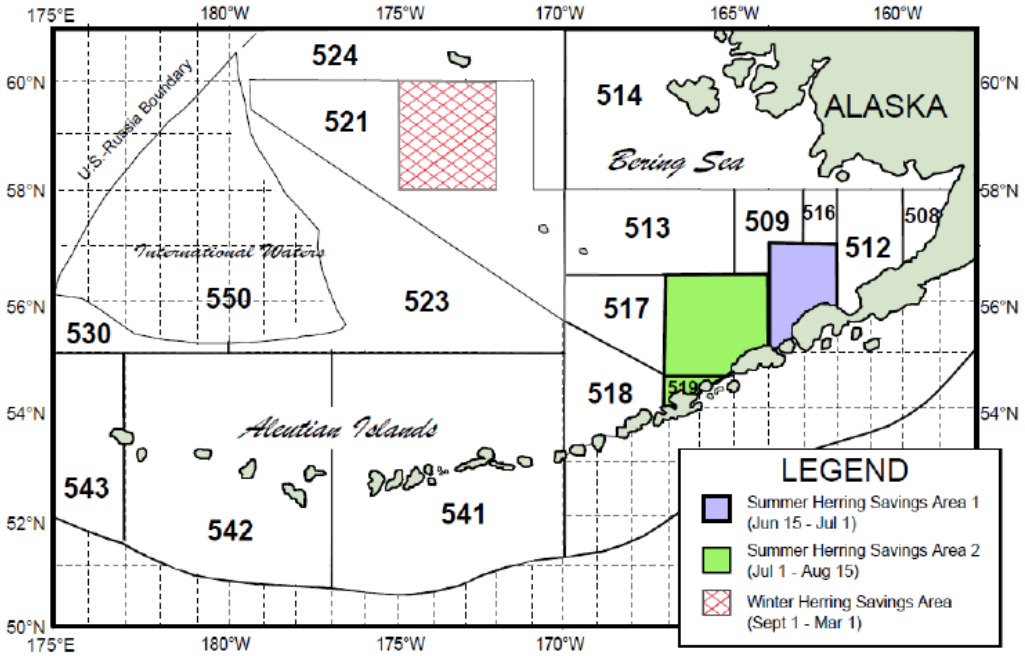 175°E 180°W 175°W 170°W 165°W 160°W
524
60°N 60°N
514
ALASKA
521
U.S.-Russia Boundary
Bering Sea
58°N 58°N
513 509 516 508
512
International Waters
550 523 517
56°N 56°N
530
519
518
54°N 54°N
Aleutian Islands
543
542 541
52°N
50°N
175°E 180°W 175°W 170°W
LEGEND
Summer Herring Savings Area 1
(Jun 15 - Jul 1)
Summer Herring Savings Area 2
(Jul 1 - Aug 15)
Winter Herring Savings Area
(Sept 1 - Mar 1)